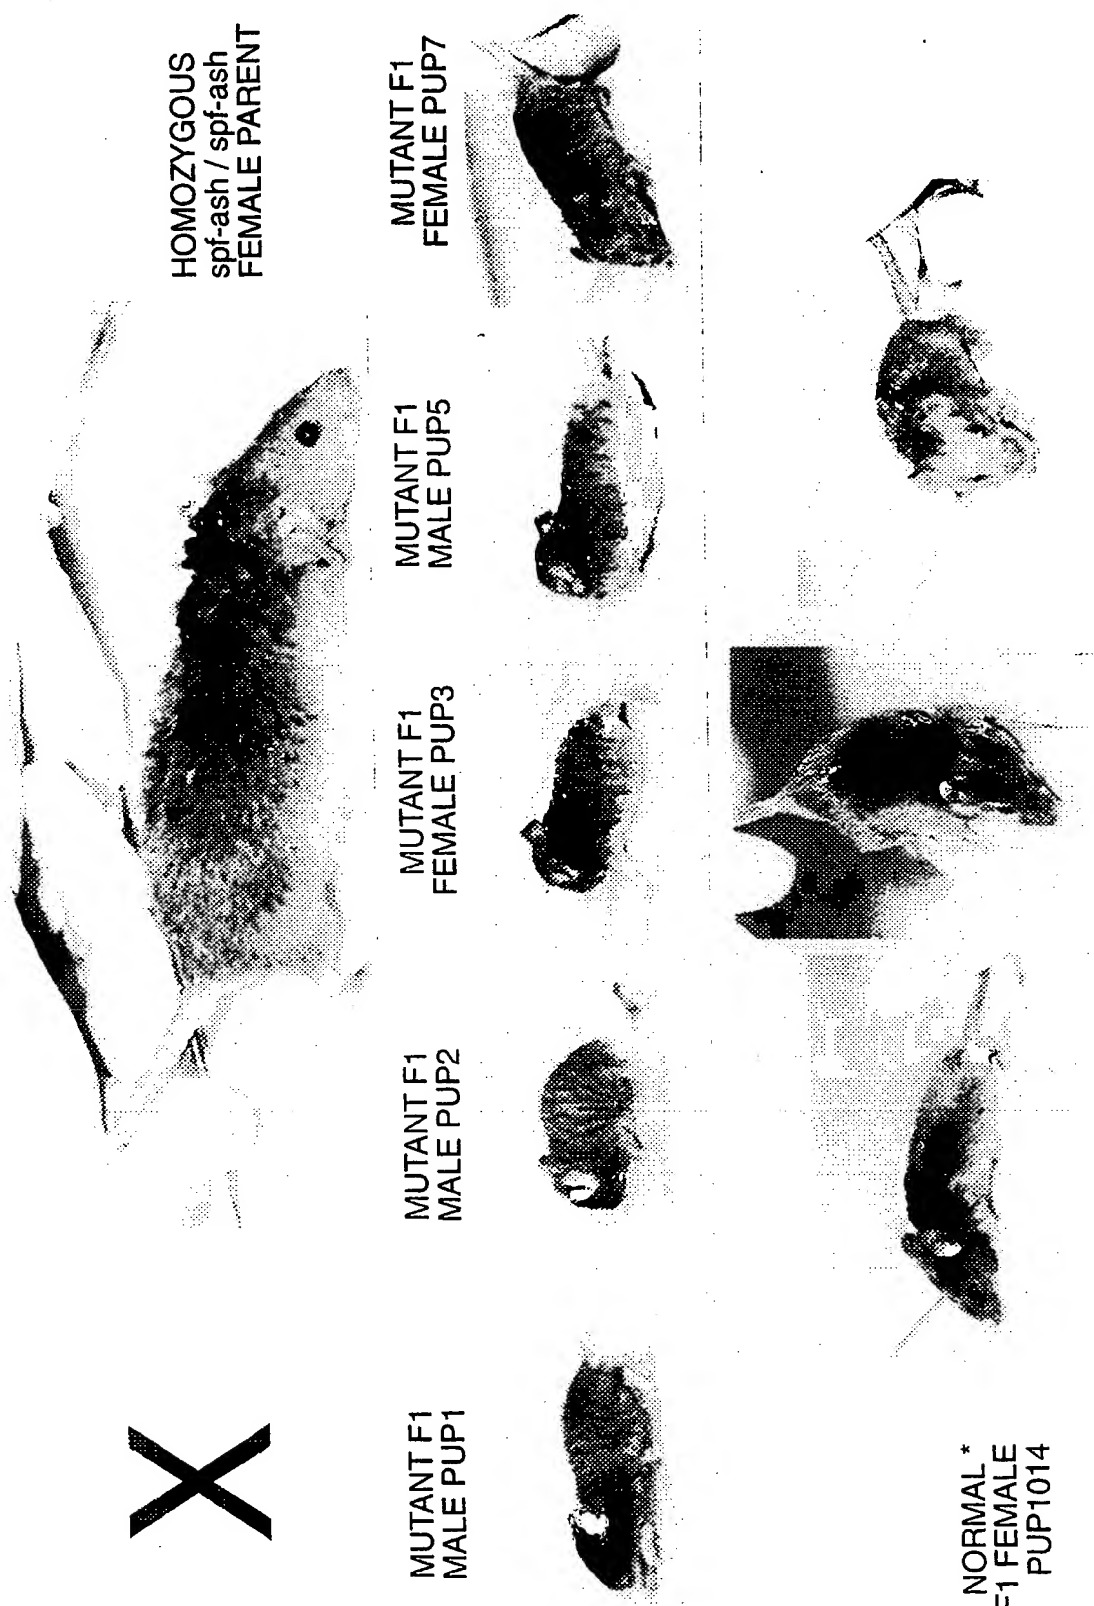 X
HOMOZYGOUS
spf-ash / spf-ash
FEMALE PARENT
MUTANT F1
MALE PUP1
MUTANT F1
MALE PUP2
MUTANT F1
FEMALE PUP3
MUTANT F1
MALE PUP5
MUTANT F1
FEMALE PUP7
NORMAL *
F1 FEMALE
PUP1014